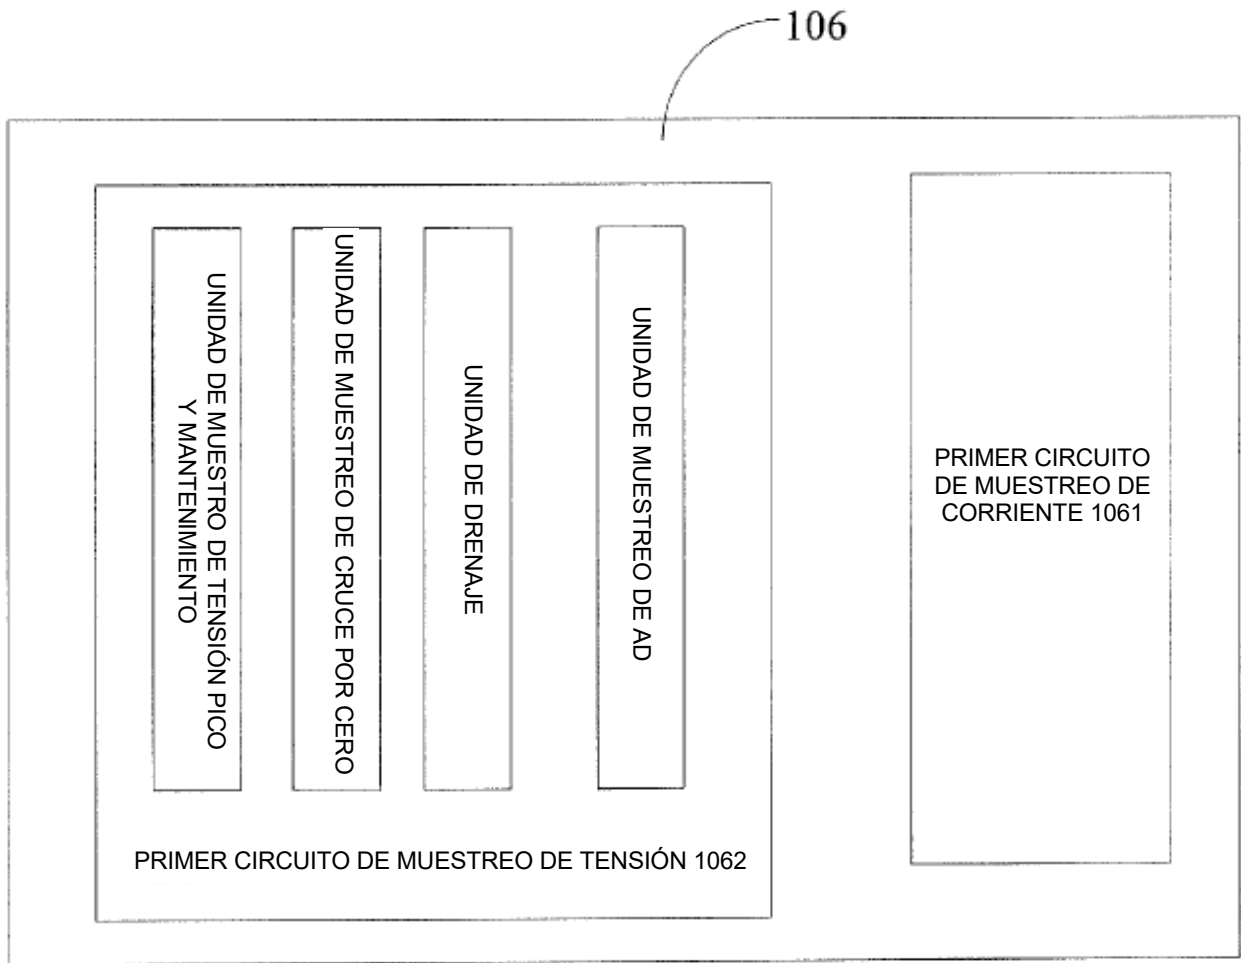 106
UNIDAD DE MUESTRO DE TENSIÓN PICO
Y MANTENIMIENTO
UNIDAD DE MUESTREO DE CRUCE POR CERO
UNIDAD DE DRENAJE
UNIDAD DE MUESTREO DE AD
PRIMER CIRCUITO
DE MUESTREO DE
CORRIENTE 1061
PRIMER CIRCUITO DE MUESTREO DE TENSIÓN 1062